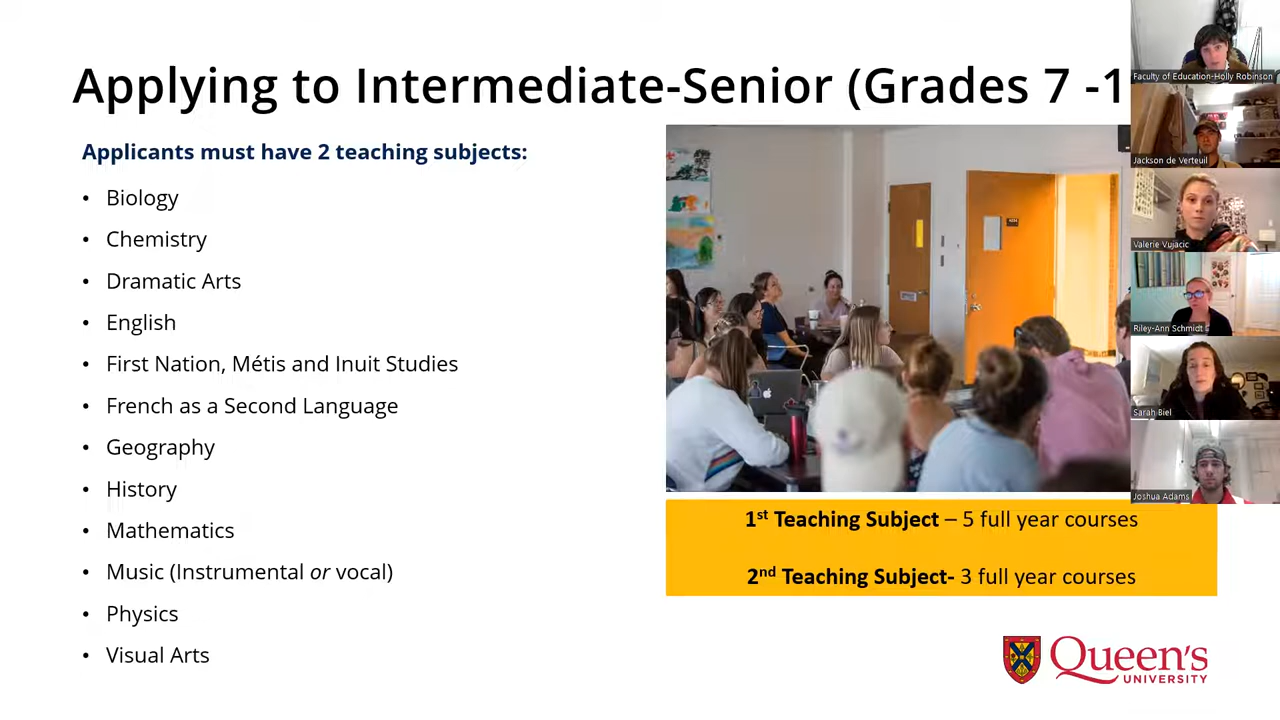 Applying to Intermediate-Senior (Grades 7 -1
Applicants must have 2 teaching subjects:
• Biology
• Chemistry
• Dramatic Arts
• English
• First Nation, Métis and Inuit Studies
• French as a Second Language
• Geography
• History
• Mathematics
• Music (Instrumental or vocal)
• Physics
• Visual Arts
1st Teaching Subject – 5 full year courses
2nd Teaching Subject- 3 full year courses
Queen's
UNIVERSITY
Faculty of Education-Holly Robinson
Jackson de Verteuil
Valerie Vujacic
Riley-Ann Schmidt
Sarah Biel
Joshua Adams